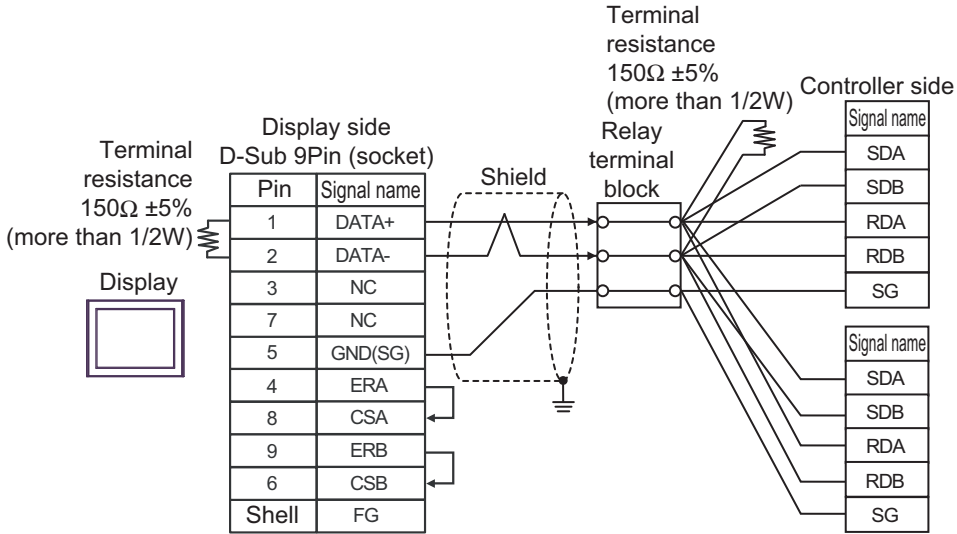 Terminal
resistance
150Ω ±5%
(more than 1/2W)
Controller side
Display side
D-Sub 9Pin (socket)
Terminal
resistance
150Ω ±5%
(more than 1/2W)
Display
Pin Signal name
1 DATA+
2 DATA-
3 NC
7 NC
5 GND(SG)
4 ERA
8 CSA
9 ERB
6 CSB
Shell FG
Shield
Relay
terminal
block
Signal name
SDA
SDB
RDA
RDB
SG
Signal name
SDA
SDB
RDA
RDB
SG